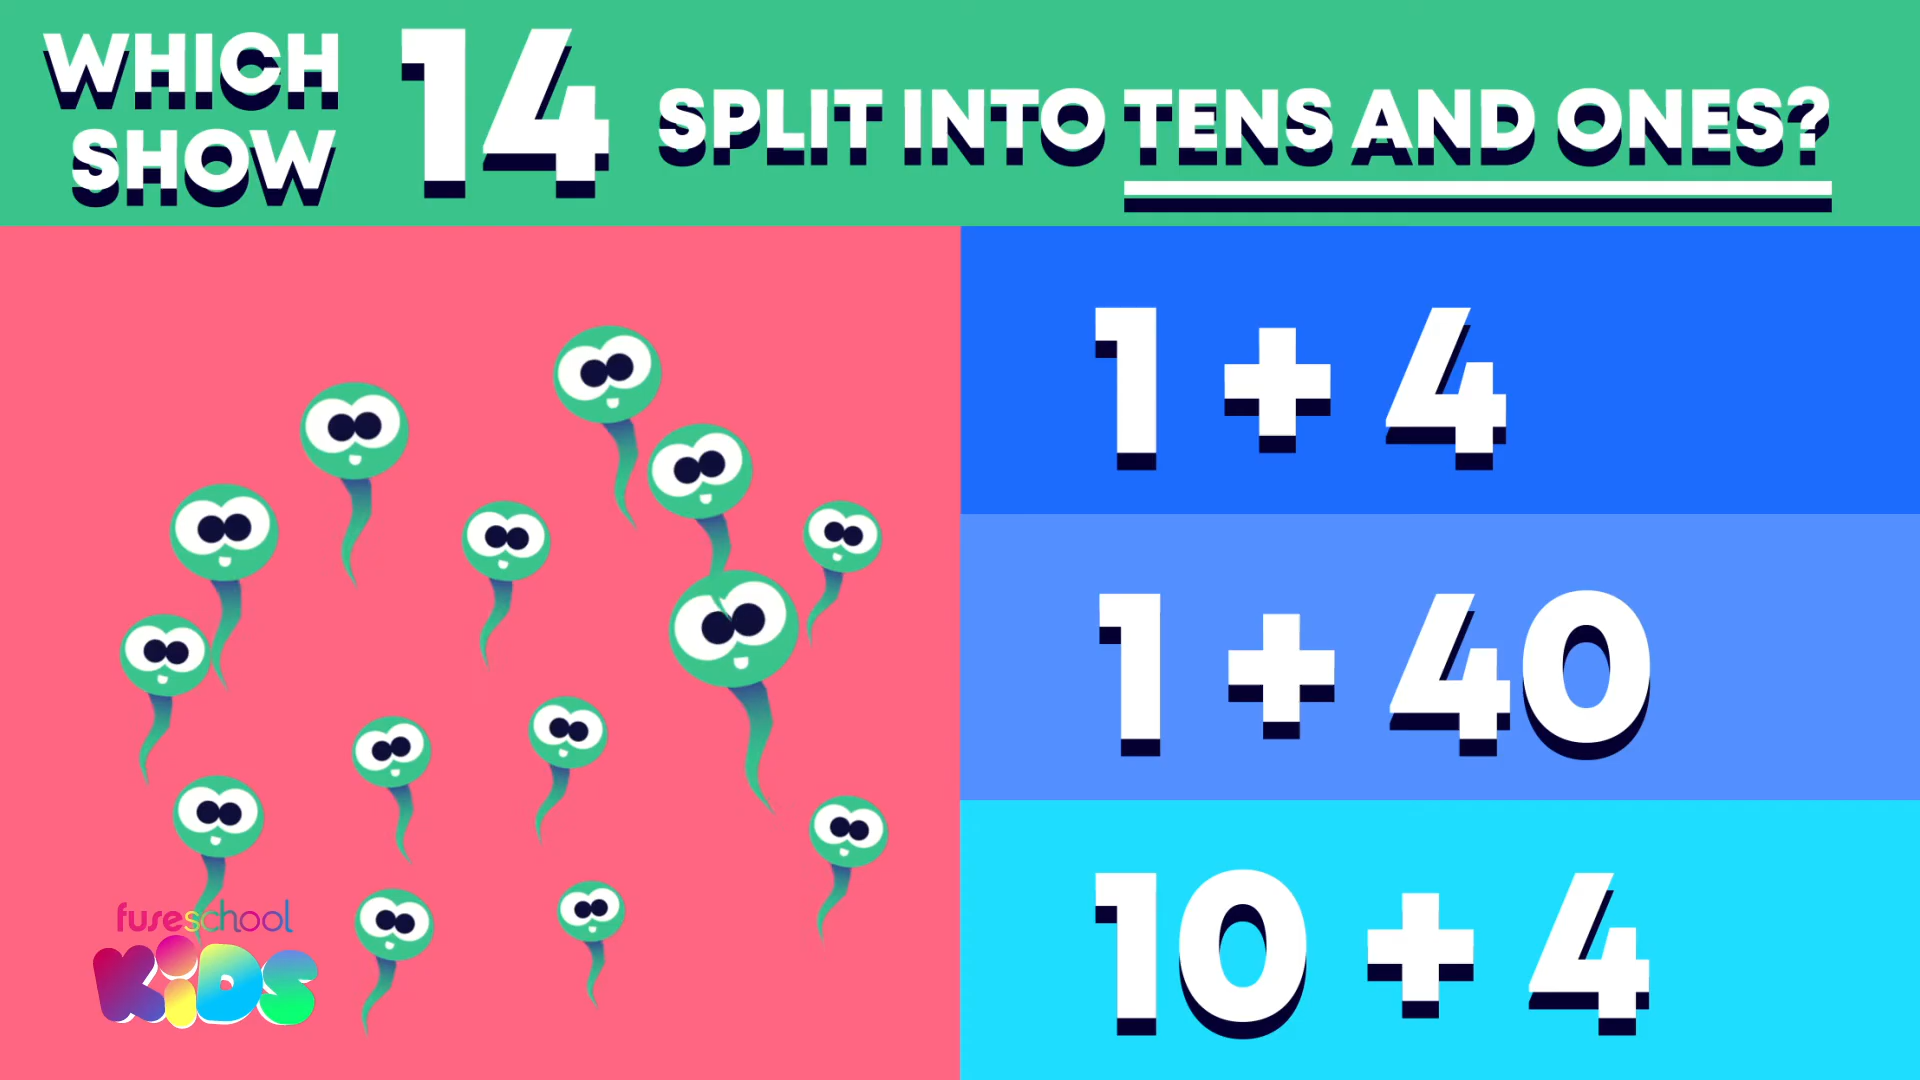 WHICH
SHOW
14
SPLIT INTO TENS AND ONES?
1 + 4
1 + 40
10 + 4
fuseschool
KiDS